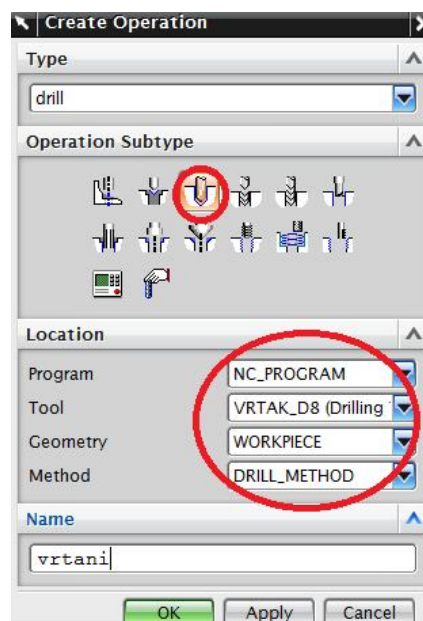 Create Operation
Type
drill
Operation Subtype
Location
Program NC_PROGRAM
Tool VRTAK_D8 (Drilling
Geometry WORKPIECE
Method DRILL_METHOD
Name
vrtani
OK Apply Cancel